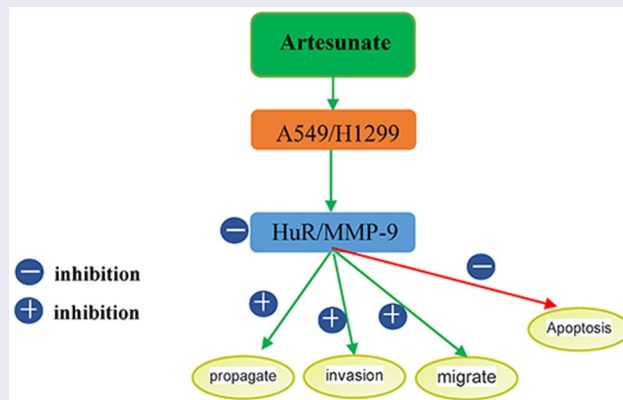 Artesunate
A549/H1299
− HuR/MMP-9
− inhibition
+ inhibition
+ + + −
Apoptosis
propagate invasion migrate